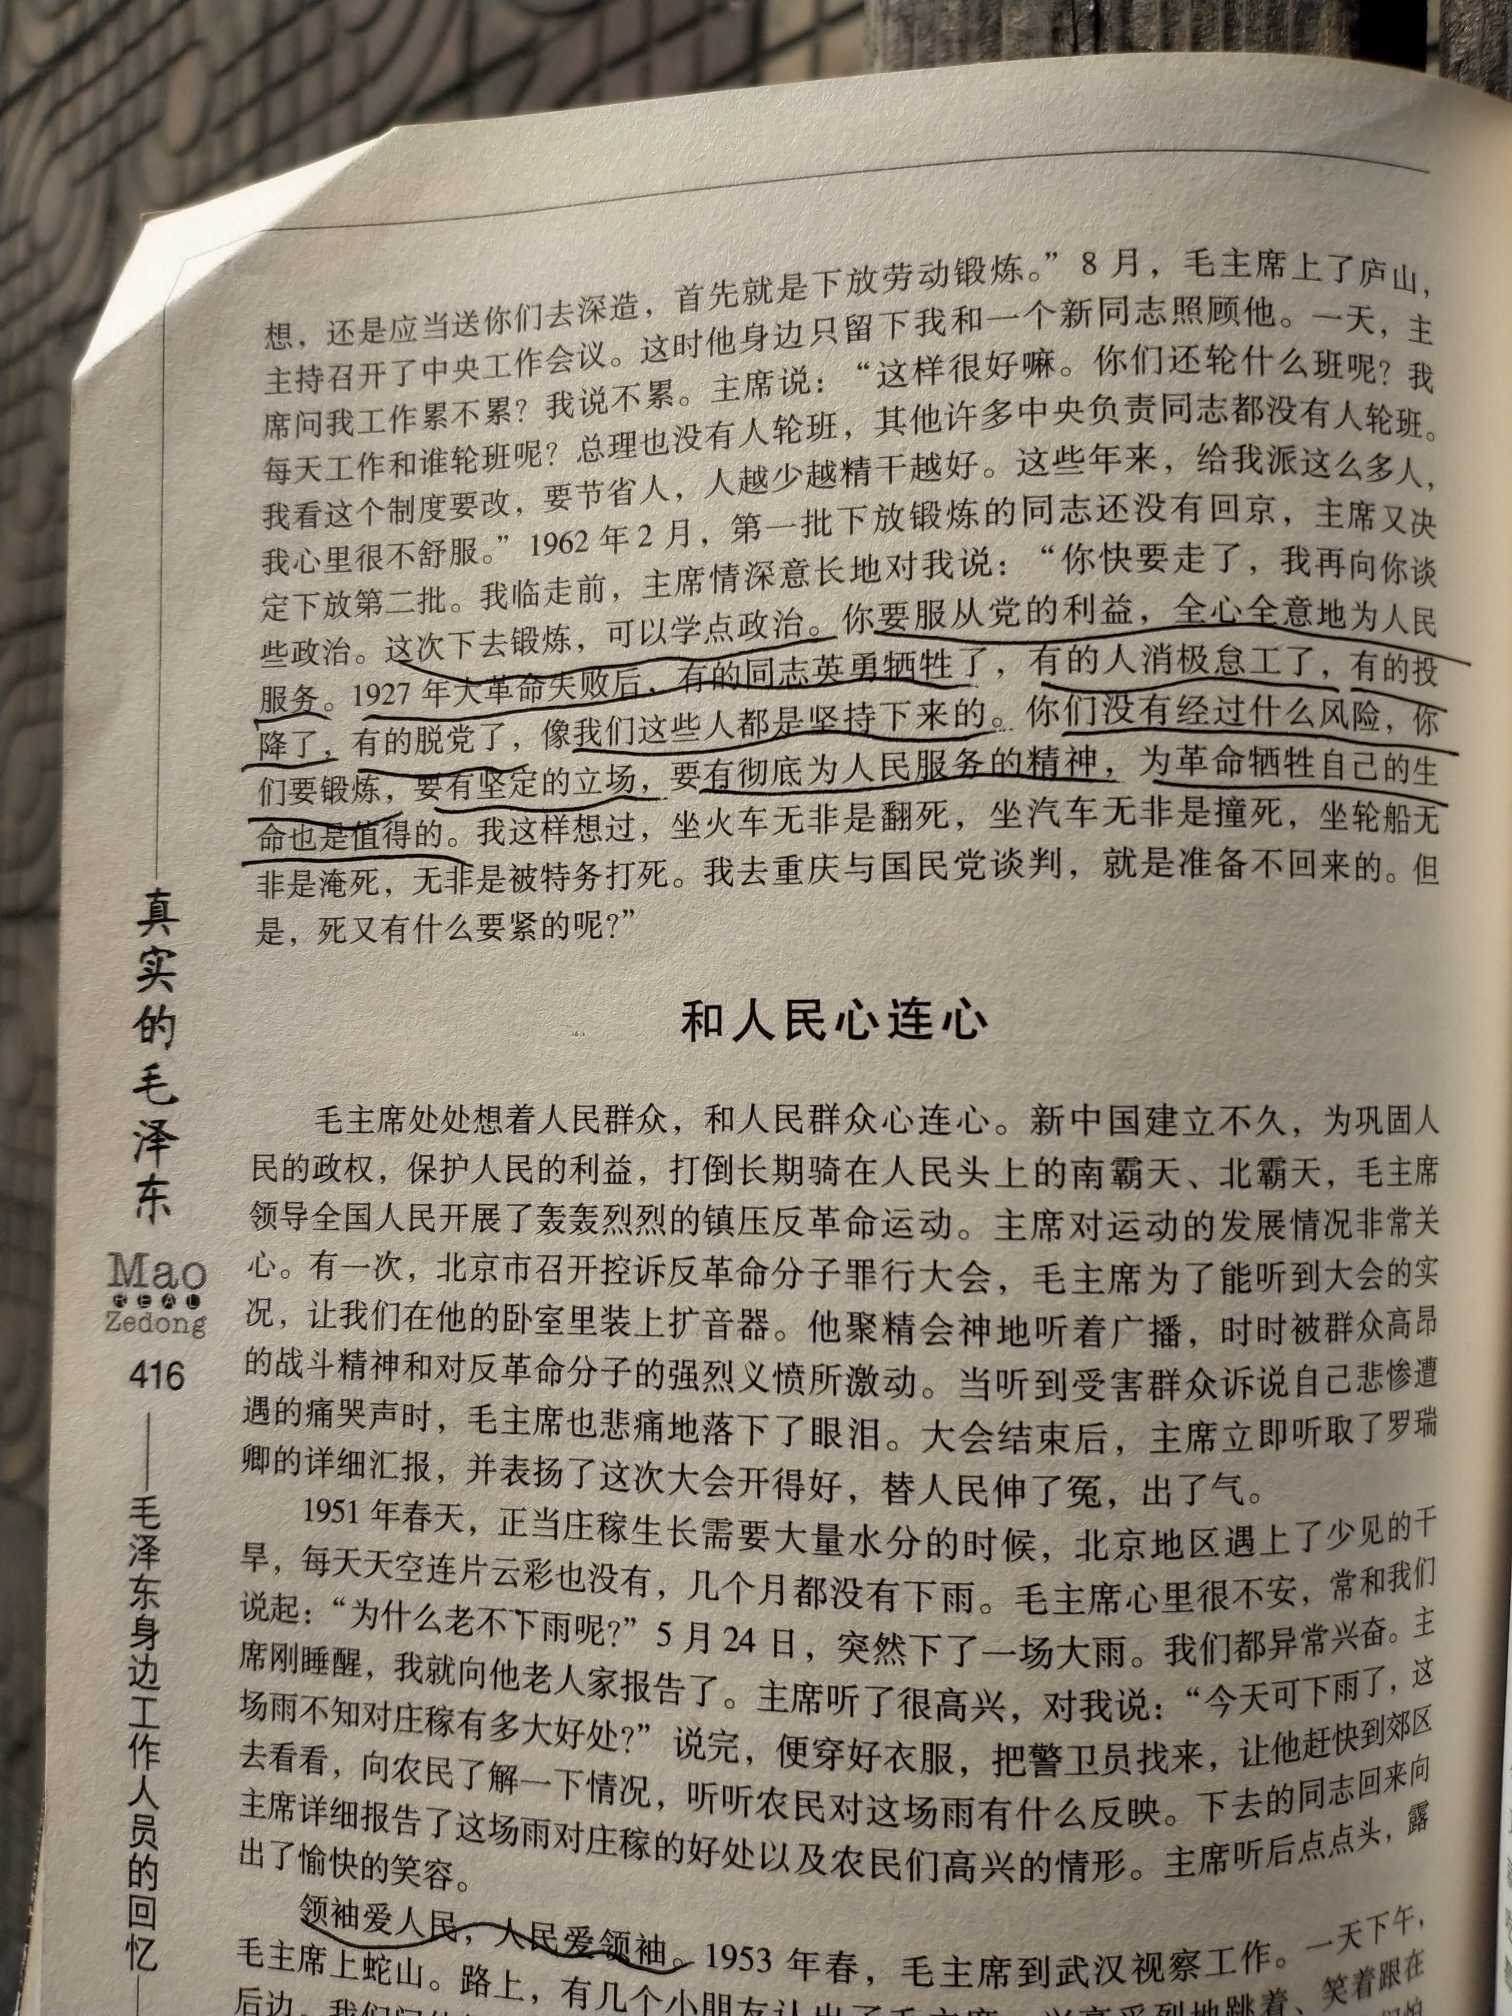 想，还是应当送你们去深造，首先就是下放劳动锻炼。”8月，毛主席上了庐山，
主持召开了中央工作会议。这时他身边只留下我和一个新同志照顾他。一天，主
席问我工作累不累？我说不累。主席说：“这样很好嘛。你们还轮什么班呢？我
每天工作和谁轮班呢？总理也没有人轮班，其他许多中央负责同志都没有人轮班。
我看这个制度要改，要节省人，人越少越精干越好。这些年来，给我派这么多人，
我心里很不舒服。”1962年2月，第一批下放锻炼的同志还没有回京，主席又决
定下放第二批。我临走前，主席情深意长地对我说：“你快要走了，我再向你谈
些政治。这次下去锻炼，可以学点政治。你要服从党的利益，全心全意地为人民
服务。1927年大革命失败后，有的同志英勇牺牲了，有的人消极怠工了，有的投
降了，有的脱党了，像我们这些人都是坚持下来的。你们没有经过什么风险，你
们要锻炼，要有坚定的立场，要有彻底为人民服务的精神，为革命牺牲自己的生
命也是值得的。我这样想过，坐火车无非是翻死，坐汽车无非是撞死，坐轮船无
非是淹死，无非是被特务打死。我去重庆与国民党谈判，就是准备不回来的。但
是，死又有什么要紧的呢？”
和人民心连心
毛主席处处想着人民群众，和人民群众心连心。新中国建立不久，为巩固人
民的政权，保护人民的利益，打倒长期骑在人民头上的南霸天、北霸天，毛主席
领导全国人民开展了轰轰烈烈的镇压反革命运动。主席对运动的发展情况非常关
心。有一次，北京市召开控诉反革命分子罪行大会，毛主席为了能听到大会的实
况，让我们在他的卧室里装上扩音器。他聚精会神地听着广播，时时被群众高昂
的战斗精神和对反革命分子的强烈义愤所激动。当听到受害群众诉说自己悲惨遭
遇的痛哭声时，毛主席也悲痛地落下了眼泪。大会结束后，主席立即听取了罗瑞
卿的详细汇报，并表扬了这次大会开得好，替人民伸了冤，出了气。
1951年春天，正当庄稼生长需要大量水分的时候，北京地区遇上了少见的干
旱，每天天空连片云彩也没有，几个月都没有下雨。毛主席心里很不安，常和我们
说起：“为什么老不下雨呢？”5月24日，突然下了一场大雨。我们都异常兴奋。主
席刚睡醒，我就向他老人家报告了。主席听了很高兴，对我说：“今天可下雨了，这
场雨不知对庄稼有多大好处？”说完，便穿好衣服，把警卫员找来，让他赶快到郊区
去看看，向农民了解一下情况，听听农民对这场雨有什么反映。下去的同志回来向
主席详细报告了这场雨对庄稼的好处以及农民们高兴的情形。主席听后点点头，露
出了愉快的笑容。
领袖爱人民，人民爱领袖。1953年春，毛主席到武汉视察工作。一天下午，
毛主席上蛇山。路上，有几个小朋友认出了毛主席，兴高采烈地跳着、笑着跟在
真实的毛泽东
Mao
REAL
Zedong
416
毛泽东身边工作人员的回忆